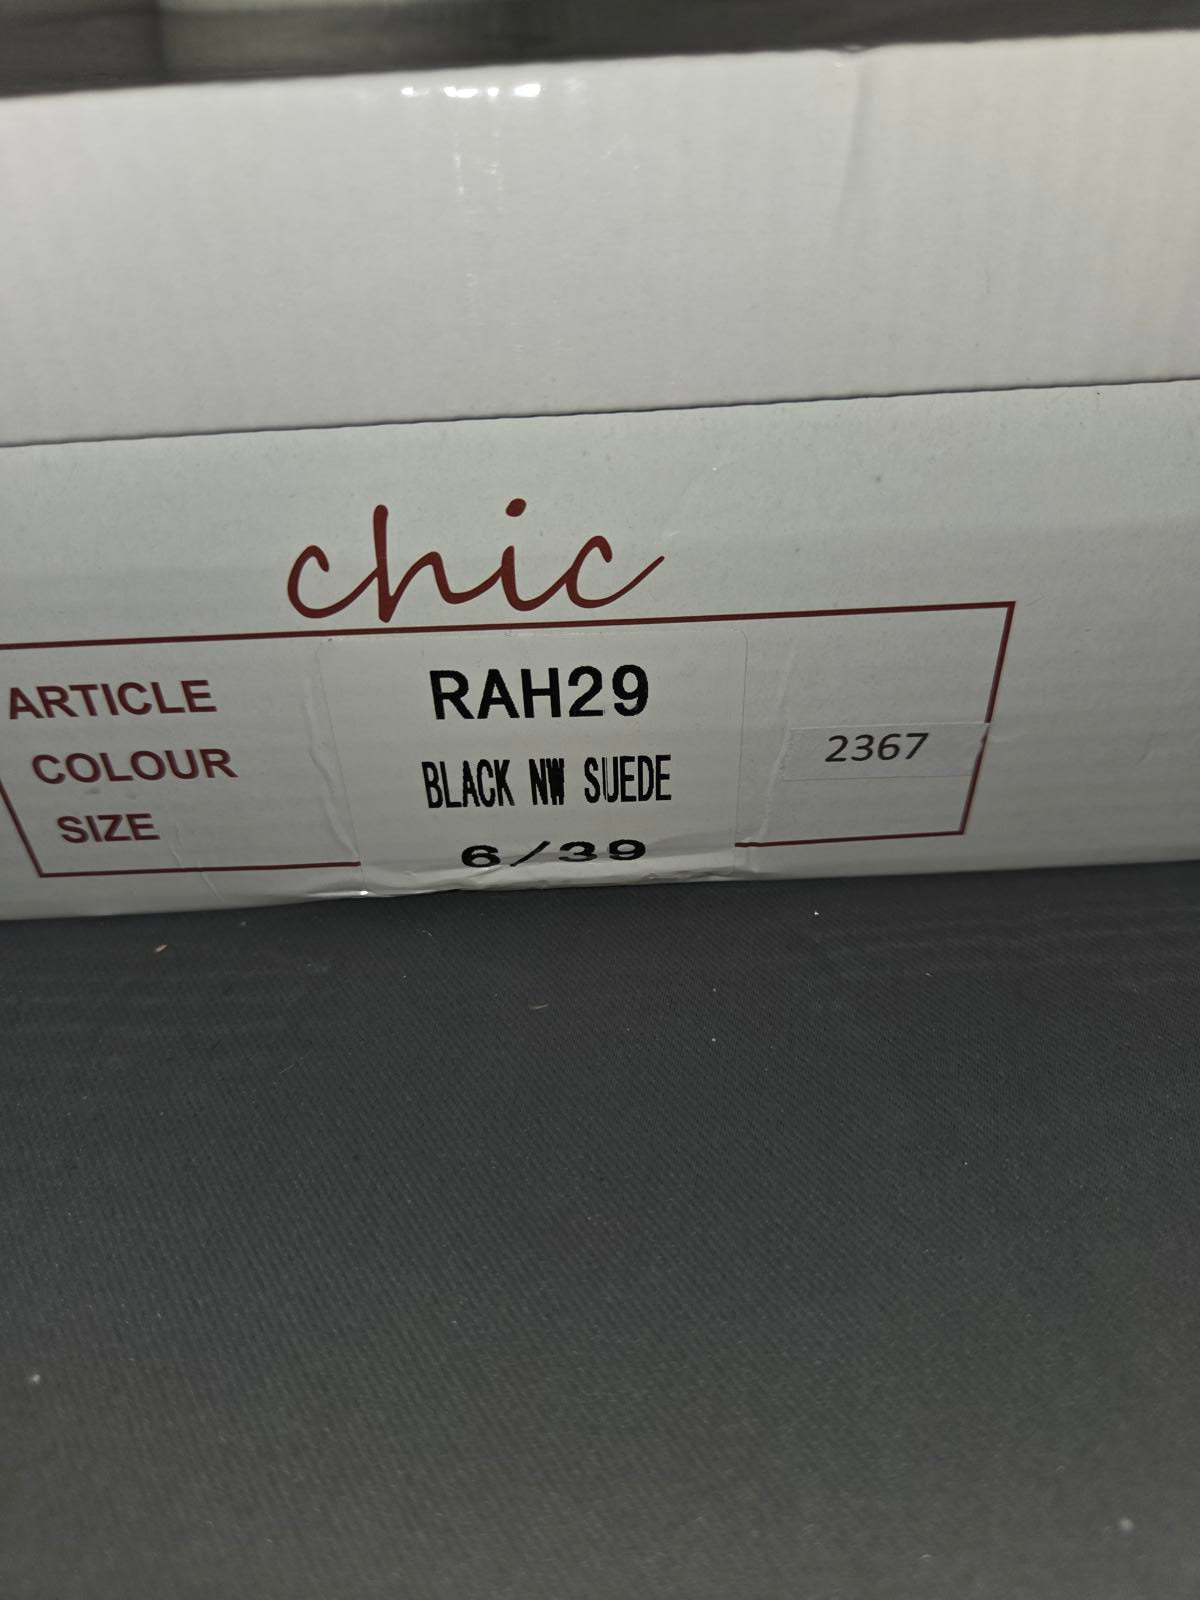 chic
ARTICLE RAH29
COLOUR BLACK NW SUEDE 2367
SIZE 6/39